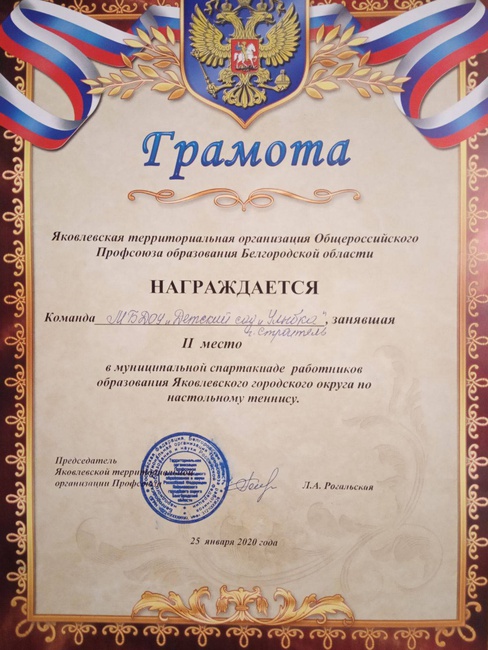 Грамота
Яковлевская территориальная организация Общероссийского
Профсоюза образования Белгородской области
НАГРАЖДАЕТСЯ
Команда МБДОУ „Детский сад „Улыбка", занявшая
г. Строитель
II место
в муниципальной спартакиаде работников
образования Яковлевского городского округа по
настольному теннису.
Председатель
Яковлевской территориальной
организации Профсоюза
Л.А. Рогальская
25 января 2020 года